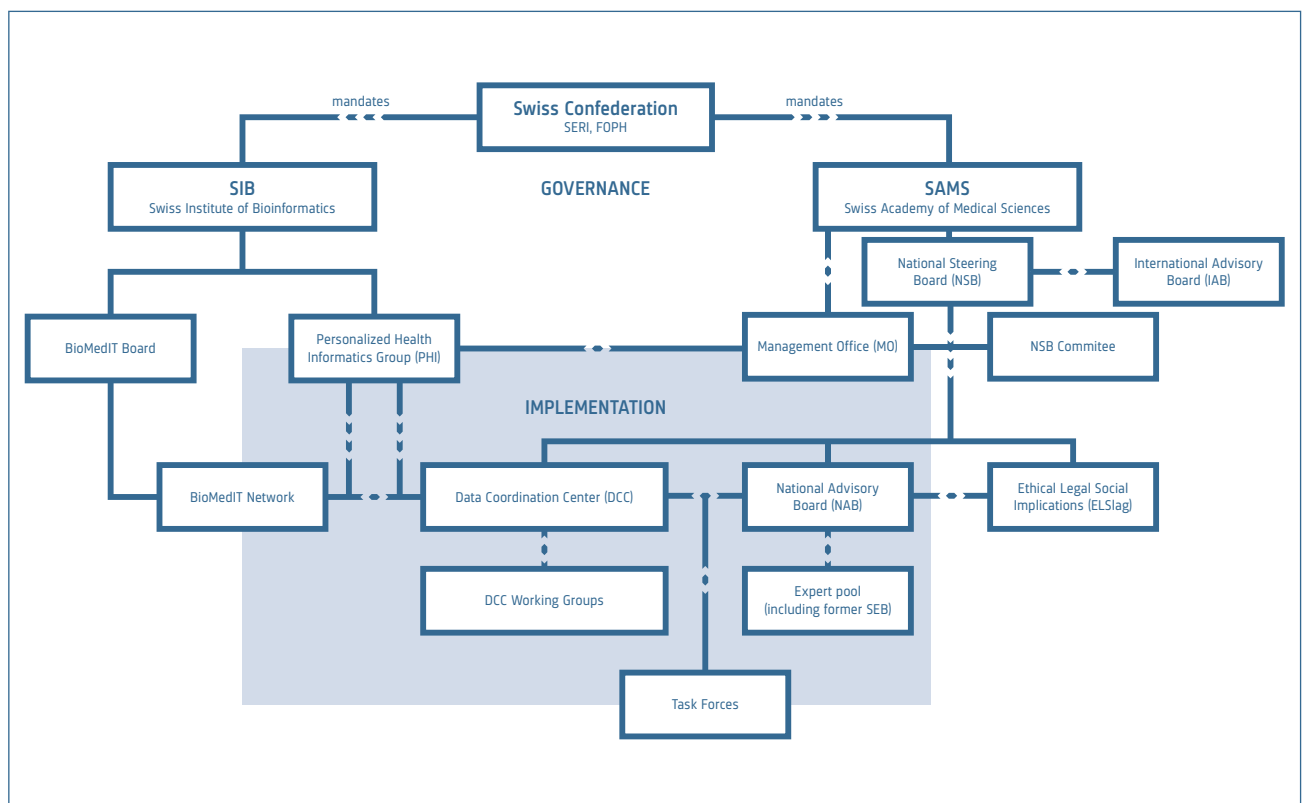 mandates
mandates
Swiss Confederation
SERI, FOPH
SIB
Swiss Institute of Bioinformatics
GOVERNANCE
SAMS
Swiss Academy of Medical Sciences
National Steering
Board (NSB)
International Advisory
Board (IAB)
BioMedIT Board
Personalized Health
Informatics Group (PHI)
Management Office (MO)
NSB Commitee
IMPLEMENTATION
BioMedIT Network
Data Coordination Center (DCC)
National Advisory
Board (NAB)
Ethical Legal Social
Implications (ELSIag)
DCC Working Groups
Expert pool
(including former SEB)
Task Forces